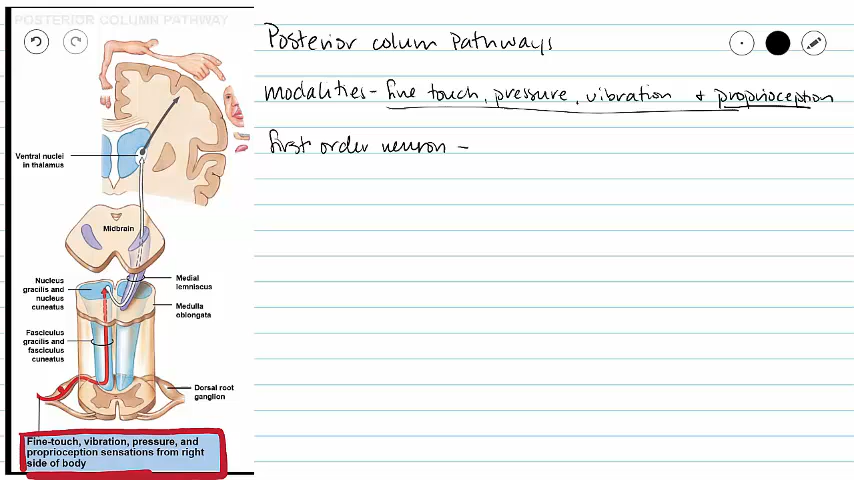 POSTERIOR COLUMN PATHWAY
Posterior colum Pathways
modalities - fine touch, pressure, vibration + proprioception
first order neuron -
Ventral nuclei
in thalamus
Midbrain
Nucleus
gracilis and
nucleus
cuneatus
Medial
lemniscus
Medulla
oblongata
Fasciculus
gracilis and
fasciculus
cuneatus
Dorsal root
ganglion
Fine-touch, vibration, pressure, and
proprioception sensations from right
side of body